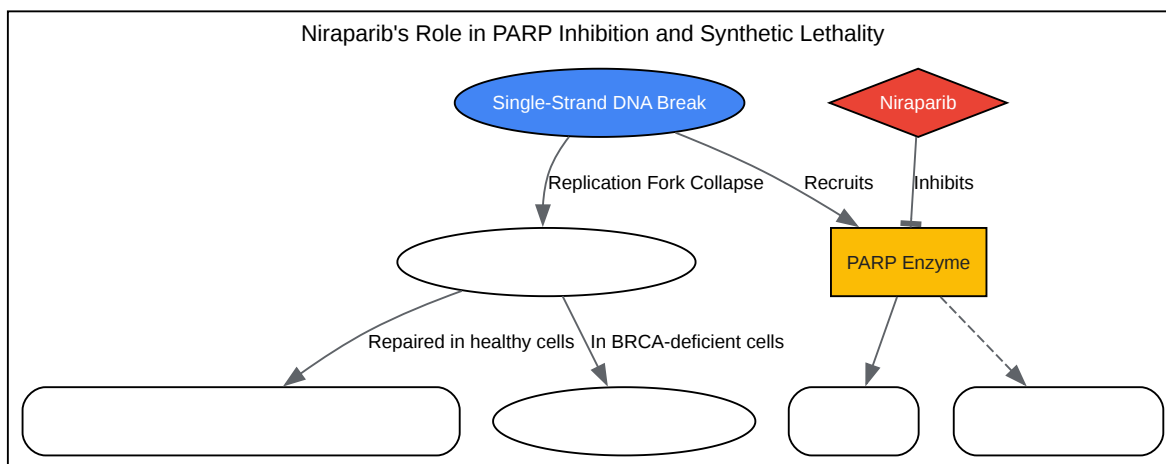 Niraparib's Role in PARP Inhibition and Synthetic Lethality
Single-Strand DNA Break
Niraparib
Replication Fork Collapse
Recruits
Inhibits
PARP Enzyme
Repaired in healthy cells
In BRCA-deficient cells